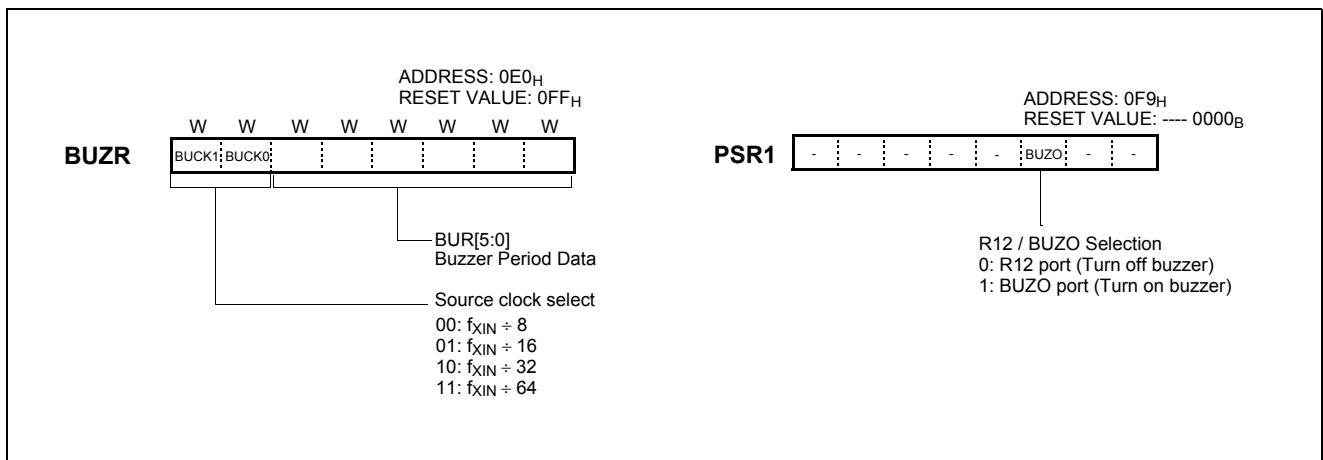 ADDRESS: 0E0H
RESET VALUE: 0FFH
W W W W W W W W
BUZR BUCK1 BUCK0
BUR[5:0]
Buzzer Period Data
Source clock select
00: fXIN ÷ 8
01: fXIN ÷ 16
10: fXIN ÷ 32
11: fXIN ÷ 64
ADDRESS: 0F9H
RESET VALUE: ---- 0000B
PSR1 - - - - - BUZO - -
R12 / BUZO Selection
0: R12 port (Turn off buzzer)
1: BUZO port (Turn on buzzer)